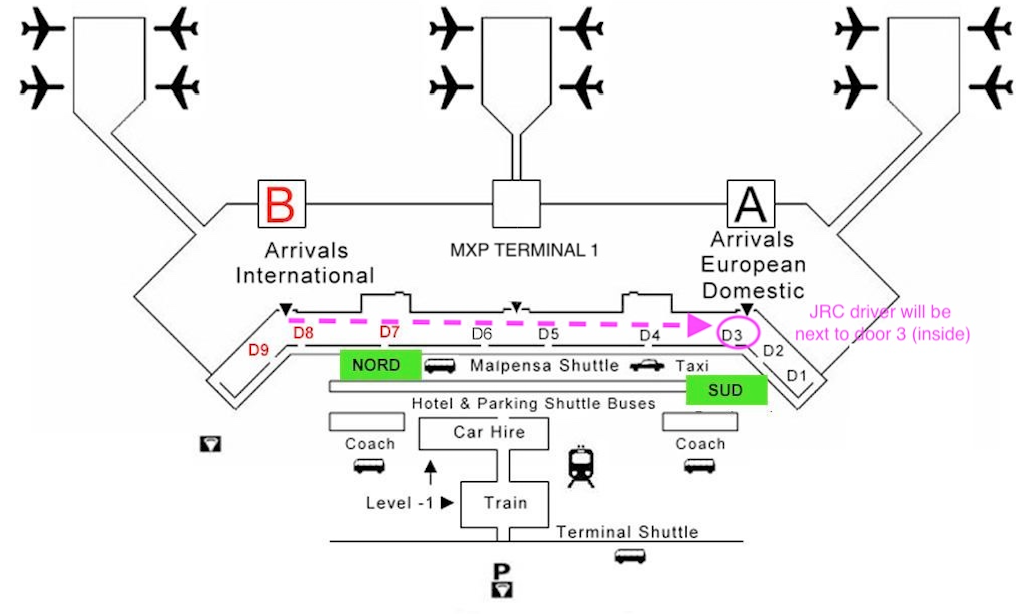 B
A
Arrivals
International
MXP TERMINAL 1
Arrivals
European
Domestic
JRC driver will be
next to door 3 (inside)
D9
D8
D7
D6
D5
D4
D3
D2
D1
NORD
Malpensa Shuttle
Taxi
SUD
Hotel & Parking Shuttle Buses
Coach
Car Hire
Coach
Level -1
Train
Terminal Shuttle
P